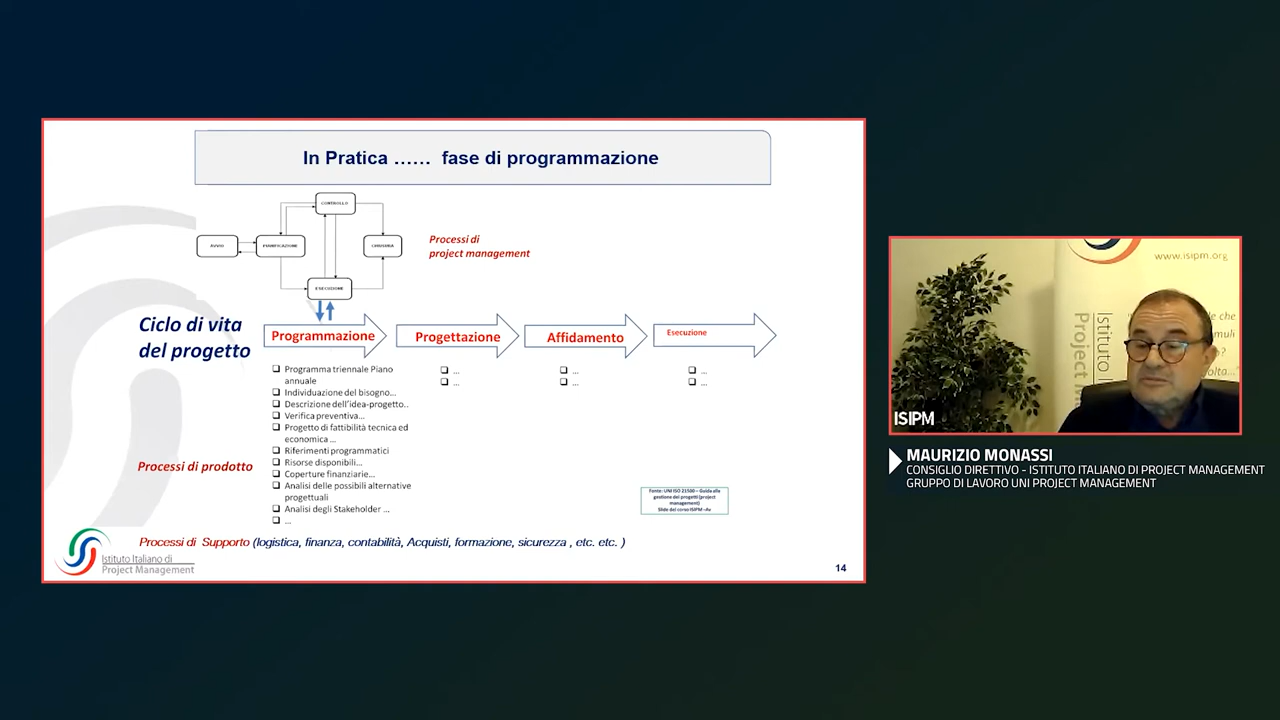 In Pratica …… fase di programmazione
CONTROLLO
AVVIO
PIANIFICAZIONE
CHIUSURA
ESECUZIONE
Processi di
project management
Ciclo di vita
del progetto
Programmazione
Progettazione
Affidamento
Esecuzione
Programma triennale Piano
annuale
Individuazione del bisogno...
Descrizione dell'idea-progetto..
Verifica preventiva...
Progetto di fattibilità tecnica ed
economica ...
Riferimenti programmatici
Risorse disponibili...
Coperture finanziarie...
Analisi delle possibili alternative
progettuali
Analisi degli Stakeholder ...
...
...
...
...
...
...
...
Processi di prodotto
Fonte: UNI ISO 21500 – Guida alla
gestione dei progetti (project
management)
Slide del corso ISIPM –Av
Processi di Supporto (logistica, finanza, contabilità, Acquisti, formazione, sicurezza , etc. etc. )
Istituto Italiano di
Project Management
14
www.isipm.org
Istituto
Project
ISIPM
MAURIZIO MONASSI
CONSIGLIO DIRETTIVO - ISTITUTO ITALIANO DI PROJECT MANAGEMENT
GRUPPO DI LAVORO UNI PROJECT MANAGEMENT